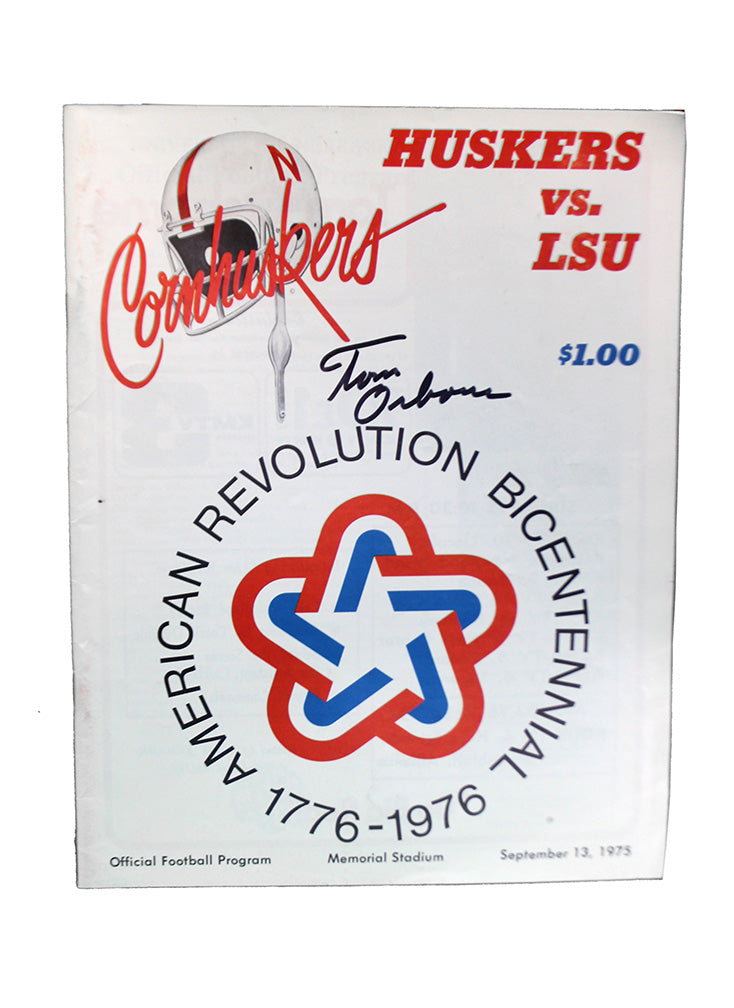 HUSKERS
VS.
LSU
N
Cornhuskers
$1.00
Tom
Osborne
AMERICAN REVOLUTION BICENTENNIAL
1776-1976
Official Football Program Memorial Stadium September 13, 1975